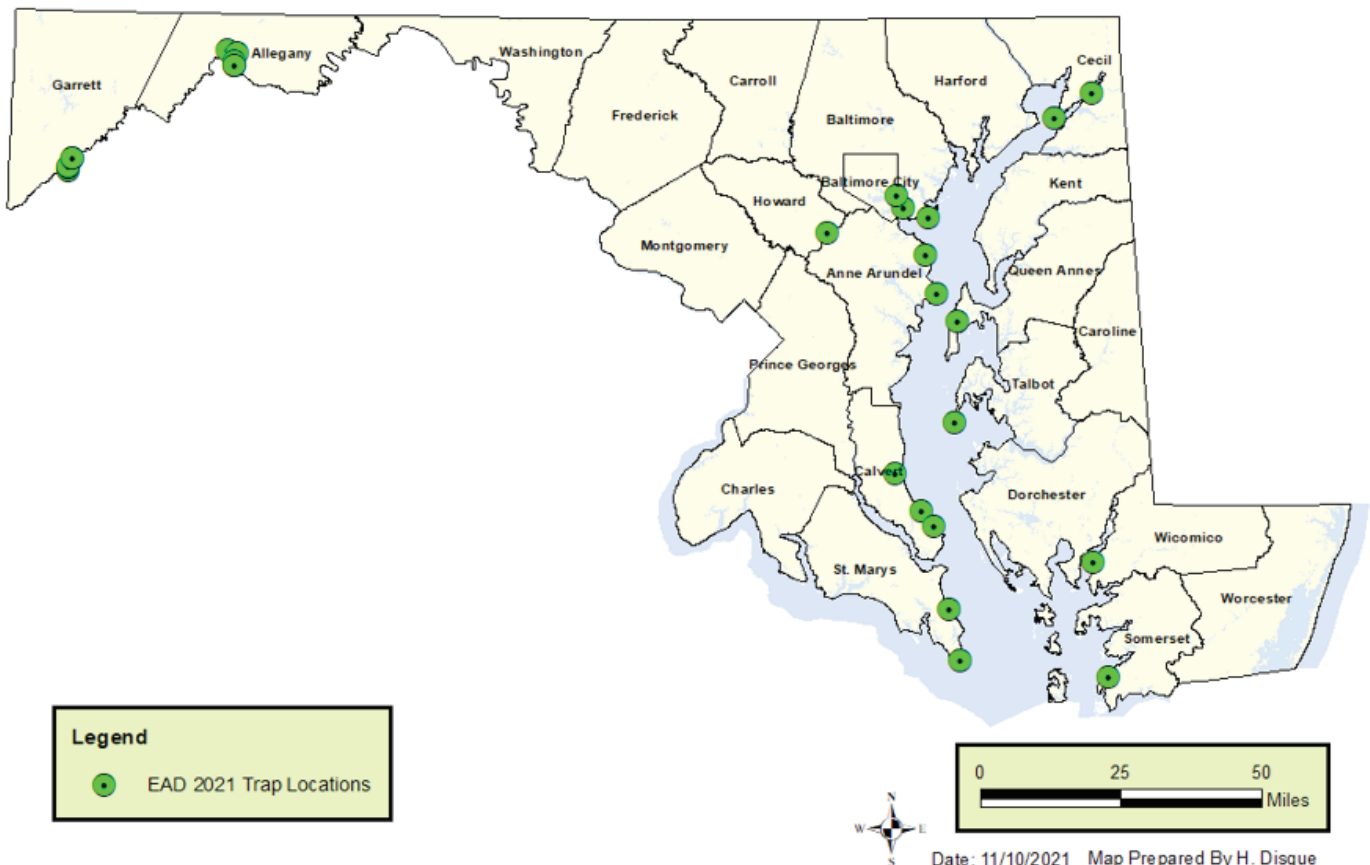 Garrett
Allegany
Washington
Frederick
Carroll
Baltimore
Harford
Cecil
Baltimore City
Howard
Montgomery
Kent
Anne Arundel
Queen Annes
Caroline
Prince Georges
Talbot
Calvert
Charles
Dorchester
St. Marys
Wicomico
Worcester
Somerset
Legend
EAD 2021 Trap Locations
0 25 50
Miles
N
W E
S
Date: 11/10/2021 Map Prepared By H. Disque